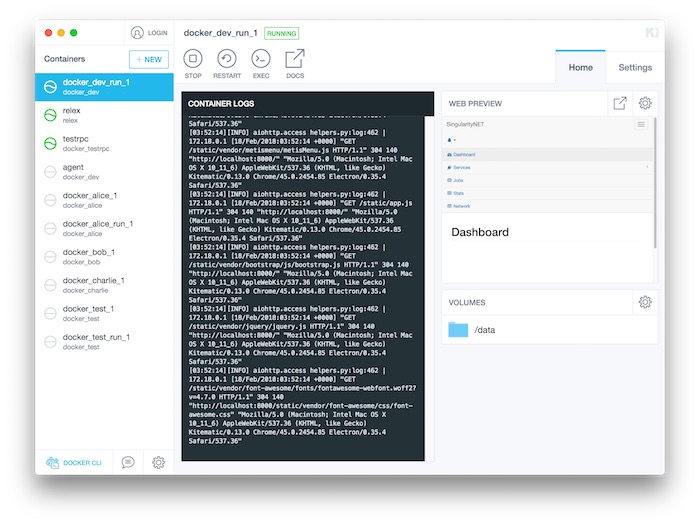 LOGIN
docker_dev_run_1 RUNNING
Containers
+ NEW
STOP
RESTART
EXEC
DOCS
Home
Settings
docker_dev_run_1
docker_dev
relex
relex
testrpc
docker_testrpc
agent
docker_dev
docker_alice_1
docker_alice
docker_alice_run_1
docker_alice
docker_bob_1
docker_bob
docker_charlie_1
docker_charlie
docker_test_1
docker_test
docker_test_run_1
docker_test
DOCKER CLI
CONTAINER LOGS
Safari/537.36"
[03:52:14][INFO] aiohttp.access helpers.py:log:462 |
172.18.0.1 [18/Feb/2018:03:52:14 +0000] "GET
/static/vendor/metismenu/metisMenu.js HTTP/1.1" 304 140
"http://localhost:8000/" "Mozilla/5.0 (Macintosh; Intel Mac
OS X 10_11_6) AppleWebKit/537.36 (KHTML, like Gecko)
Kitematic/0.13.0 Chrome/45.0.2454.85 Electron/0.35.4
Safari/537.36"
[03:52:14][INFO] aiohttp.access helpers.py:log:462 |
172.18.0.1 [18/Feb/2018:03:52:14 +0000] "GET /static/app.js
HTTP/1.1" 304 140 "http://localhost:8000/" "Mozilla/5.0
(Macintosh; Intel Mac OS X 10_11_6) AppleWebKit/537.36
(KHTML, like Gecko) Kitematic/0.13.0 Chrome/45.0.2454.85
Electron/0.35.4 Safari/537.36"
[03:52:14][INFO] aiohttp.access helpers.py:log:462 |
172.18.0.1 [18/Feb/2018:03:52:14 +0000] "GET
/static/vendor/bootstrap/js/bootstrap.js HTTP/1.1" 304 140
"http://localhost:8000/" "Mozilla/5.0 (Macintosh; Intel Mac
OS X 10_11_6) AppleWebKit/537.36 (KHTML, like Gecko)
Kitematic/0.13.0 Chrome/45.0.2454.85 Electron/0.35.4
Safari/537.36"
[03:52:14][INFO] aiohttp.access helpers.py:log:462 |
172.18.0.1 [18/Feb/2018:03:52:14 +0000] "GET
/static/vendor/jquery/jquery.js HTTP/1.1" 304 140
"http://localhost:8000/" "Mozilla/5.0 (Macintosh; Intel Mac
OS X 10_11_6) AppleWebKit/537.36 (KHTML, like Gecko)
Kitematic/0.13.0 Chrome/45.0.2454.85 Electron/0.35.4
Safari/537.36"
[03:52:14][INFO] aiohttp.access helpers.py:log:462 |
172.18.0.1 [18/Feb/2018:03:52:14 +0000] "GET
/static/vendor/font-awesome/fonts/fontawesome-webfont.woff2?
v=4.7.0 HTTP/1.1" 304 140
"http://localhost:8000/static/vendor/font-awesome/css/font-
awesome.css" "Mozilla/5.0 (Macintosh; Intel Mac OS X
10_11_6) AppleWebKit/537.36 (KHTML, like Gecko)
Kitematic/0.13.0 Chrome/45.0.2454.85 Electron/0.35.4
Safari/537.36"
WEB PREVIEW
SingularityNET
Dashboard
Services
Jobs
Stats
Network
Dashboard
VOLUMES
/data